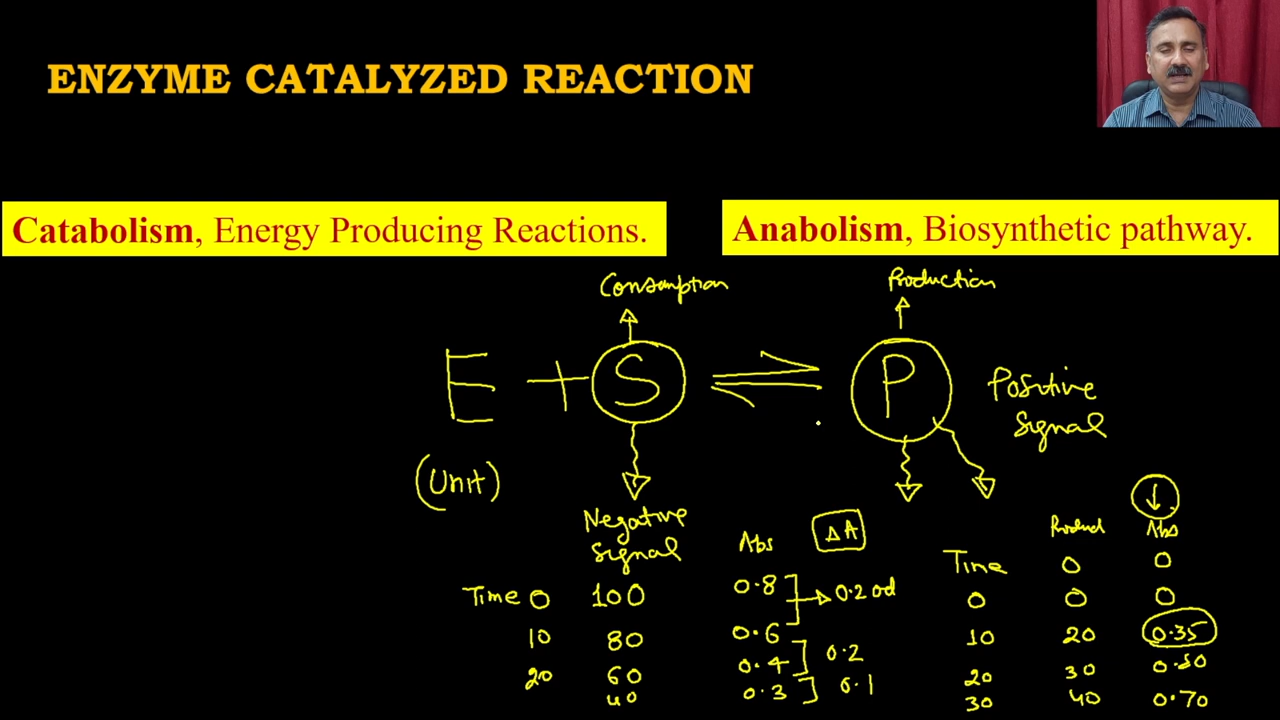 ENZYME CATALYZED REACTION
Catabolism, Energy Producing Reactions.
Anabolism, Biosynthetic pathway.
Consumption
Production
E + S ⇌ P
Positive
Signal
(Unit)
Negative
Signal
Abs
ΔA
Time 0 100 0.8
0.2 od
10 80 0.6
0.2
20 60 0.4
40 0.3
0.1
↓
Product Abs
Time 0 0
0 0 0
10 20 0.35
20 30 0.50
30 40 0.70